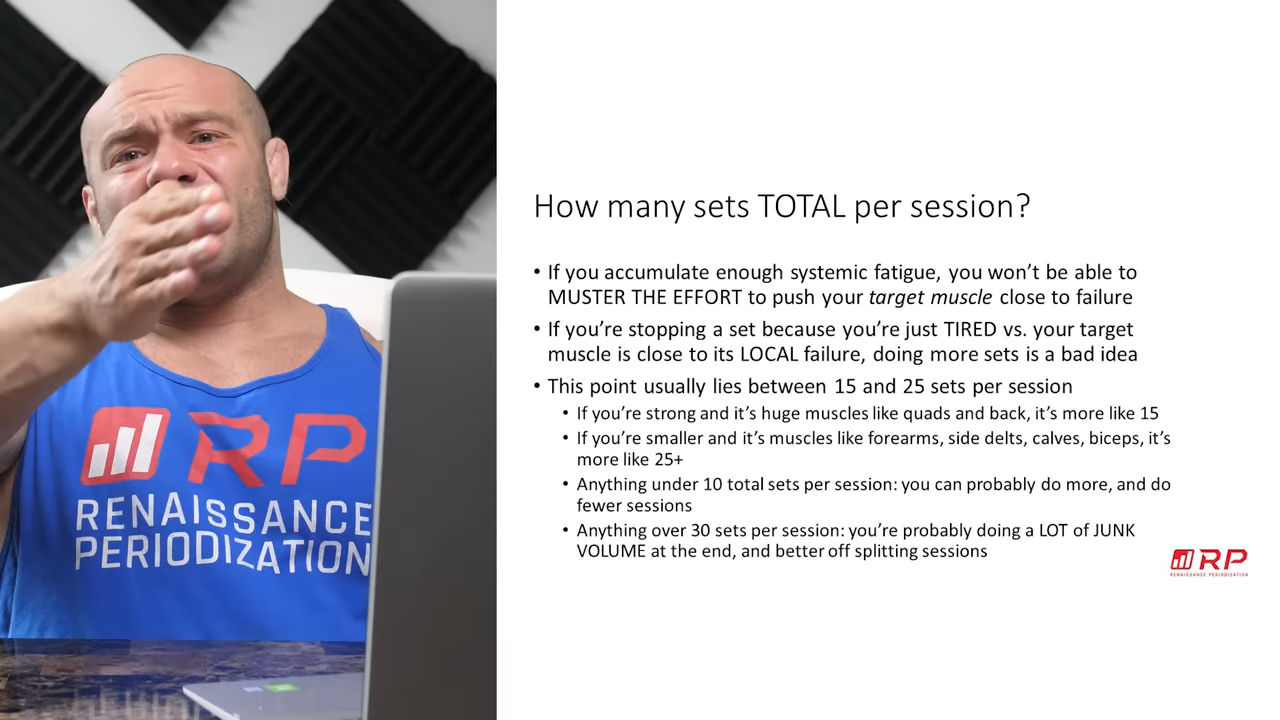 RP
RENAISSANCE
PERIODIZATION
How many sets TOTAL per session?
• If you accumulate enough systemic fatigue, you won't be able to
MUSTER THE EFFORT to push your target muscle close to failure
• If you're stopping a set because you're just TIRED vs. your target
muscle is close to its LOCAL failure, doing more sets is a bad idea
• This point usually lies between 15 and 25 sets per session
• If you're strong and it's huge muscles like quads and back, it's more like 15
• If you're smaller and it's muscles like forearms, side delts, calves, biceps, it's
more like 25+
• Anything under 10 total sets per session: you can probably do more, and do
fewer sessions
• Anything over 30 sets per session: you're probably doing a LOT of JUNK
VOLUME at the end, and better off splitting sessions
RP
RENAISSANCE PERIODIZATION